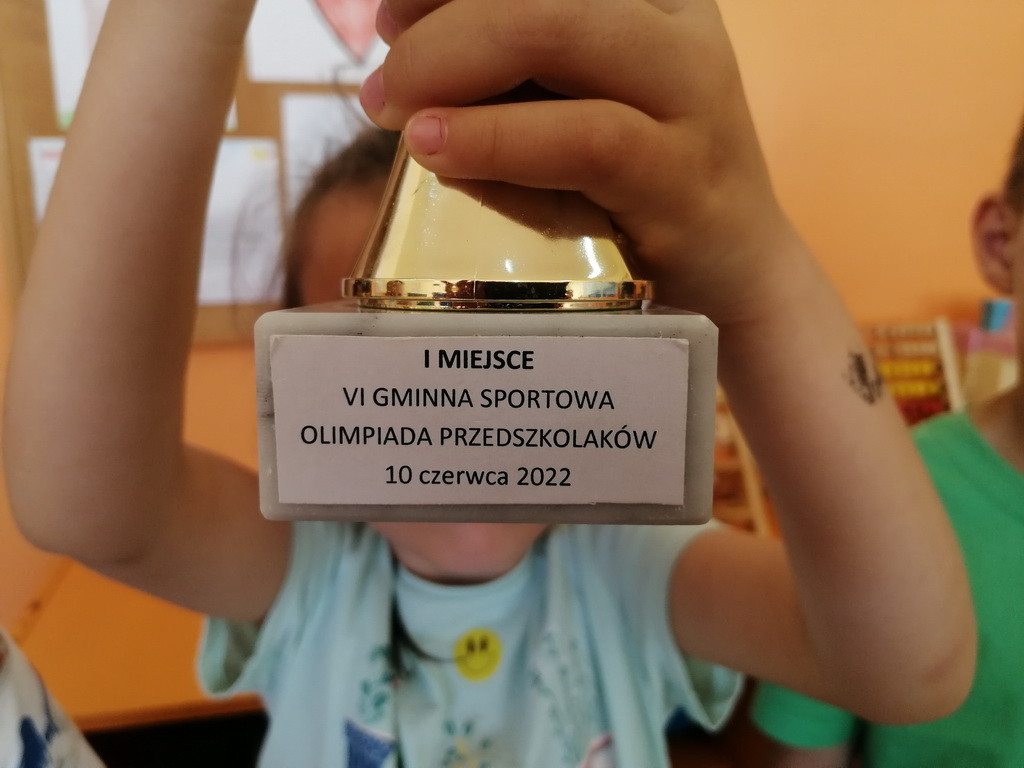 I MIEJSCE
VI GMINNA SPORTOWA
OLIMPIADA PRZEDSZKOLAKÓW
10 czerwca 2022